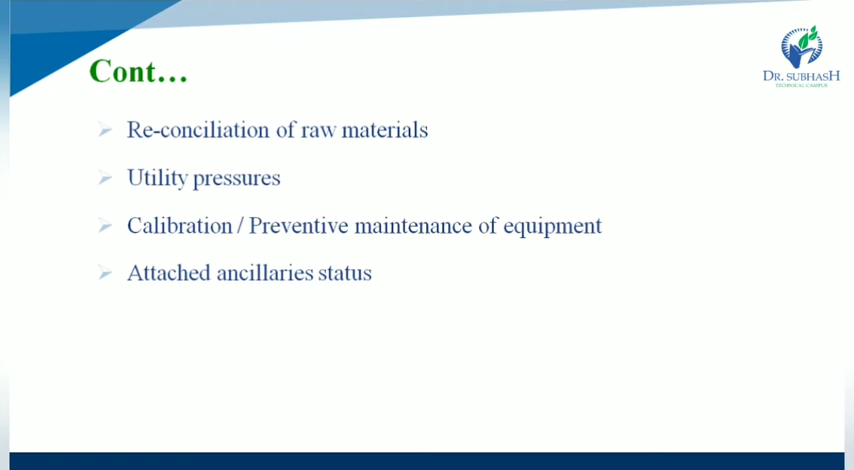 Cont…
DR. SUBHASH
TECHNICAL CAMPUS
Re-conciliation of raw materials
Utility pressures
Calibration / Preventive maintenance of equipment
Attached ancillaries status